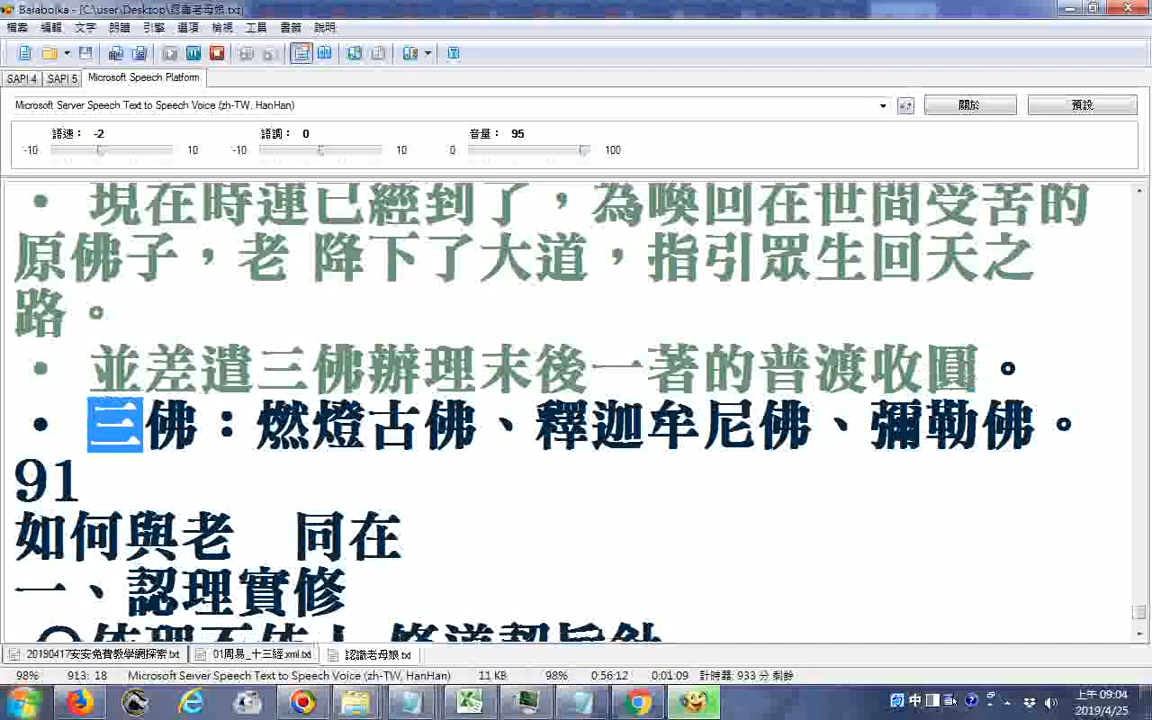 Balabolka - [C:\user\Desktop\認識老母娘.txt]
檔案 編輯 文字 朗讀 引擎 選項 檢視 工具 書籤 說明
SAPI 4 SAPI 5 Microsoft Speech Platform
Microsoft Server Speech Text to Speech Voice (zh-TW, HanHan) 關於 預設
語速： -2 語調： 0 音量： 95
-10 10 -10 10 0 100
• 現在時運已經到了，為喚回在世間受苦的
原佛子，老 降下了大道，指引眾生回天之
路。
• 並差遣三佛辦理末後一著的普渡收圓。
• 三佛：燃燈古佛、釋迦牟尼佛、彌勒佛。
91
如何與老 同在
一、認理實修
20190417安安免費教學網探索.txt 01周易_十三經.xml.txt 認識老母娘.txt
98% 913: 18 Microsoft Server Speech Text to Speech Voice (zh-TW, HanHan) 11 KB 98% 0:56:12 0:01:09 計時器: 933 分 剩餘
中 上午 09:04
2019/4/25